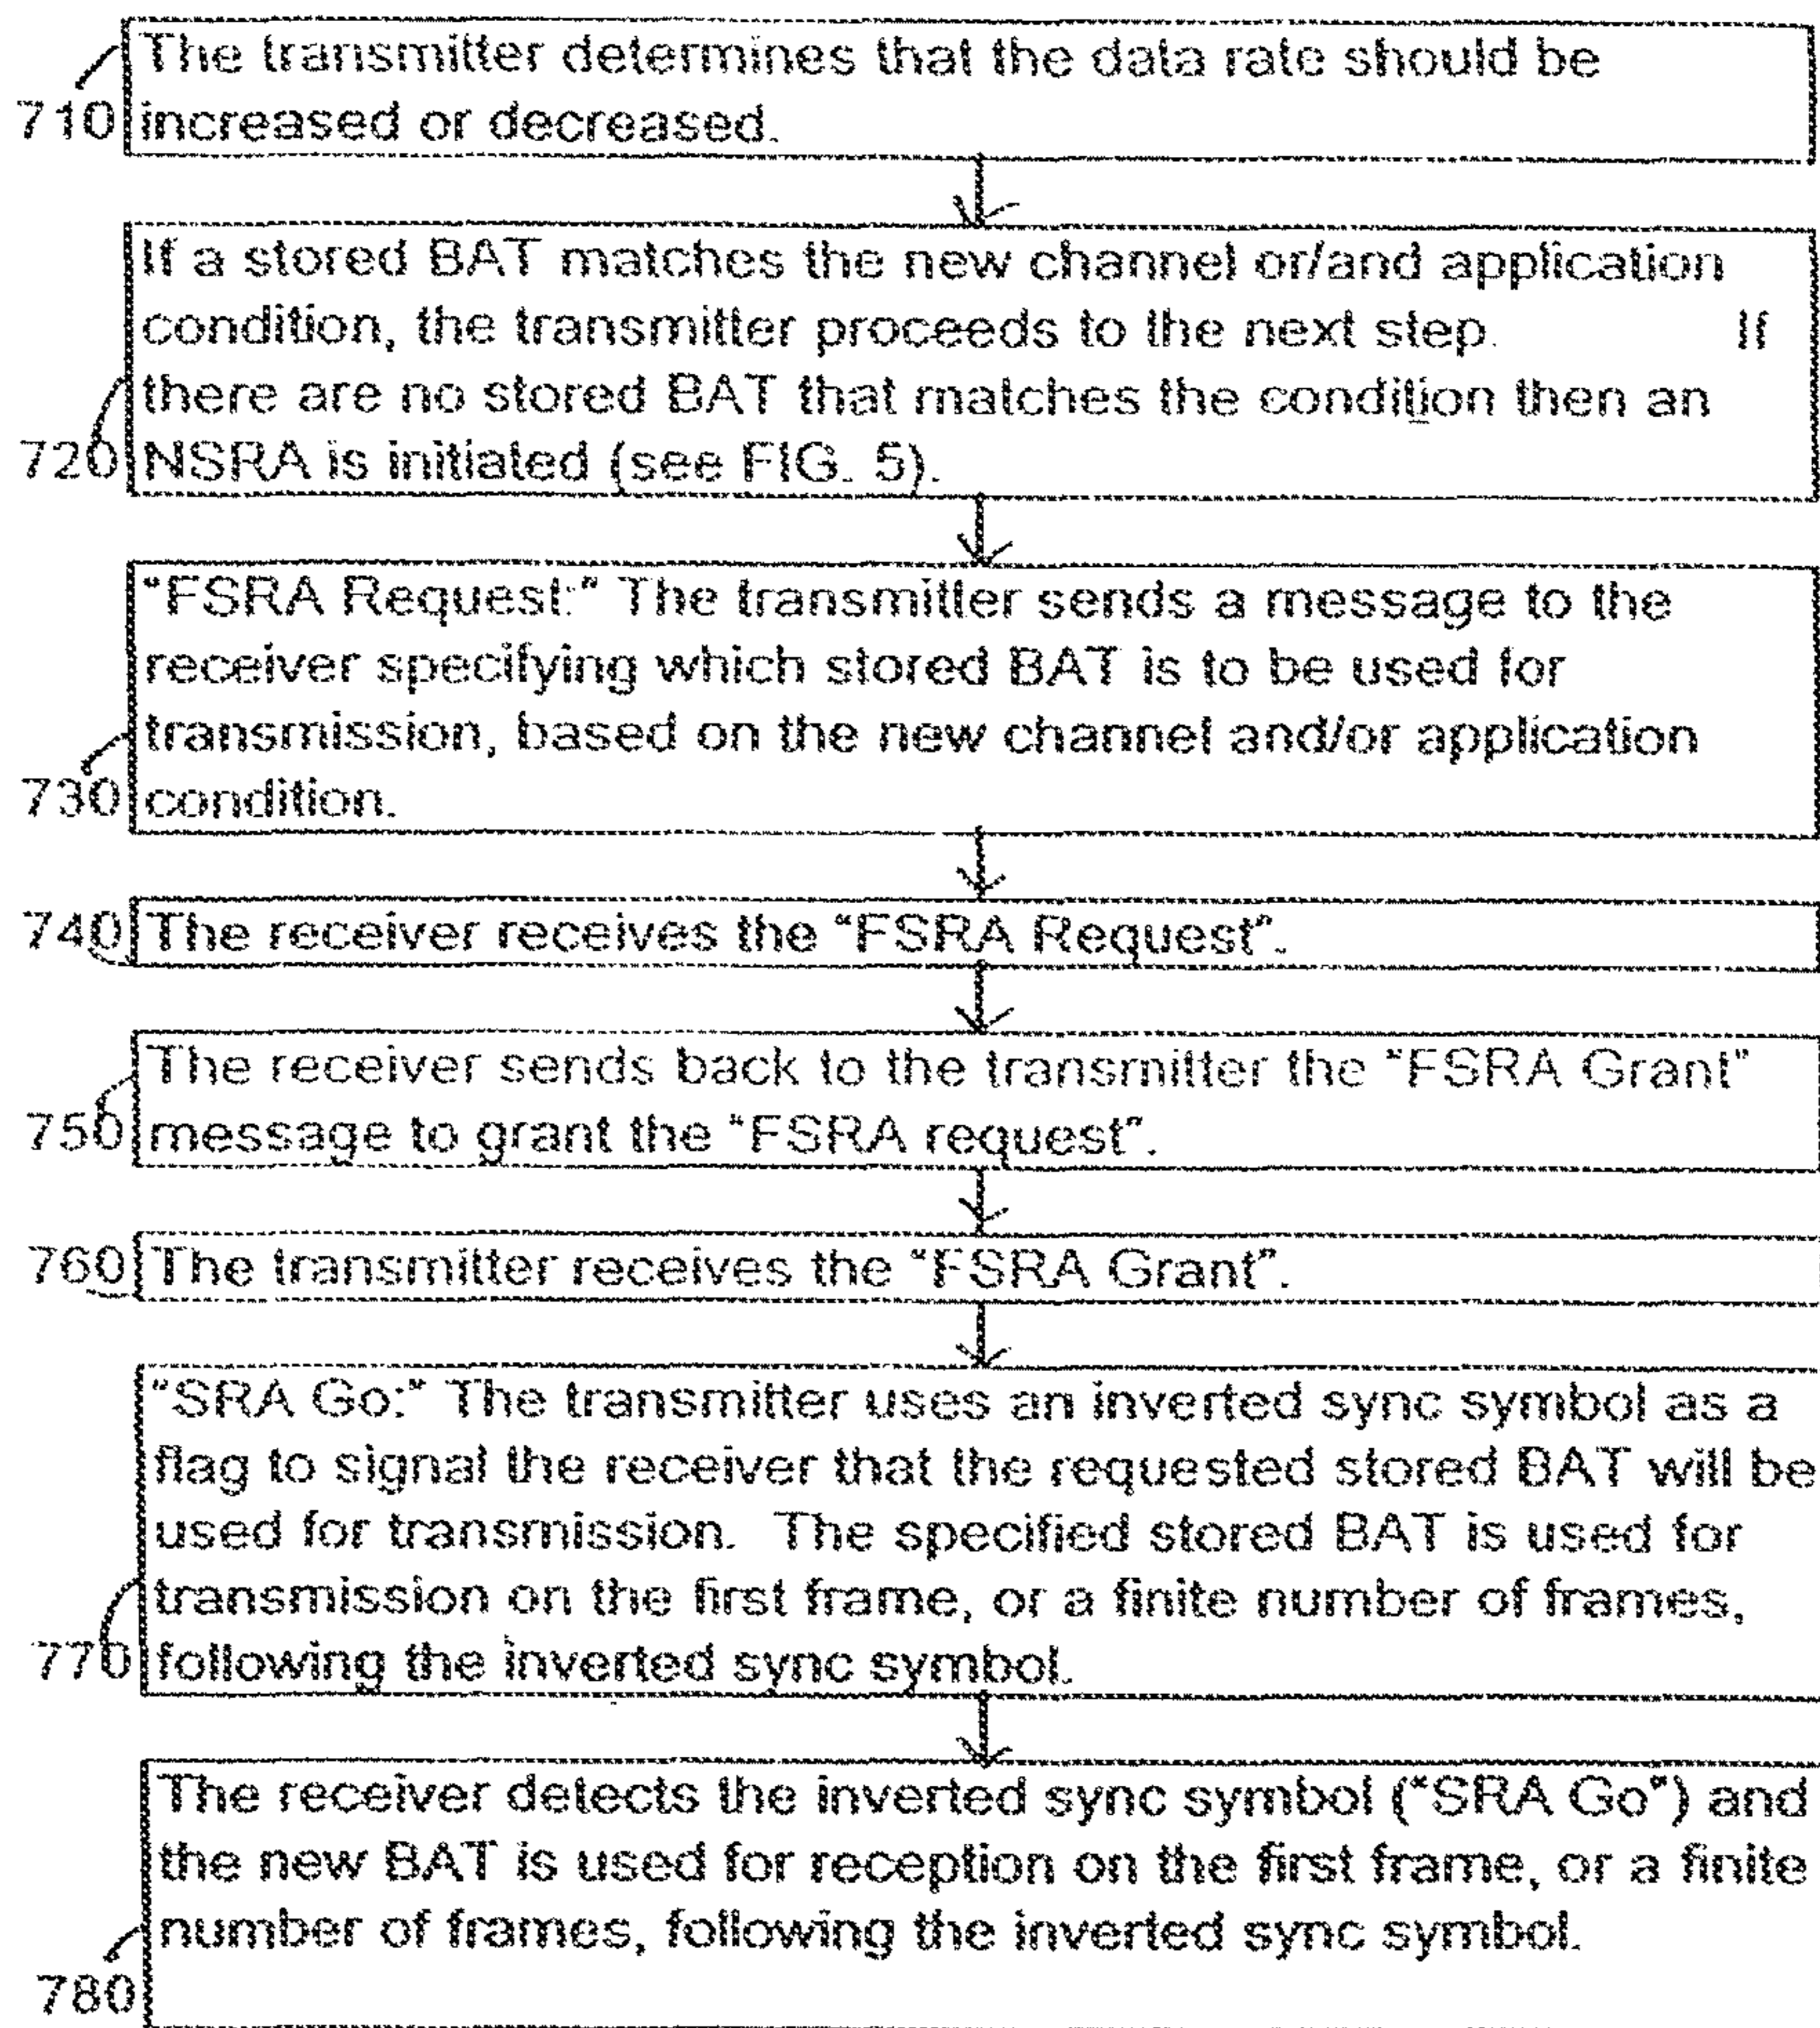 The transmitter determines that the data rate should be
710 increased or decreased.
If a stored BAT matches the new channel or/and application
condition, the transmitter proceeds to the next step. If
there are no stored BAT that matches the condition then an
720 NSRA is initiated (see FIG. 5).
"FSRA Request:" The transmitter sends a message to the
receiver specifying which stored BAT is to be used for
transmission, based on the new channel and/or application
730 condition.
740 The receiver receives the "FSRA Request".
The receiver sends back to the transmitter the "FSRA Grant"
750 message to grant the "FSRA request".
760 The transmitter receives the "FSRA Grant".
"SRA Go:" The transmitter uses an inverted sync symbol as a
flag to signal the receiver that the requested stored BAT will be
used for transmission. The specified stored BAT is used for
transmission on the first frame, or a finite number of frames,
770 following the inverted sync symbol.
The receiver detects the inverted sync symbol ("SRA Go") and
the new BAT is used for reception on the first frame, or a finite
number of frames, following the inverted sync symbol.
780